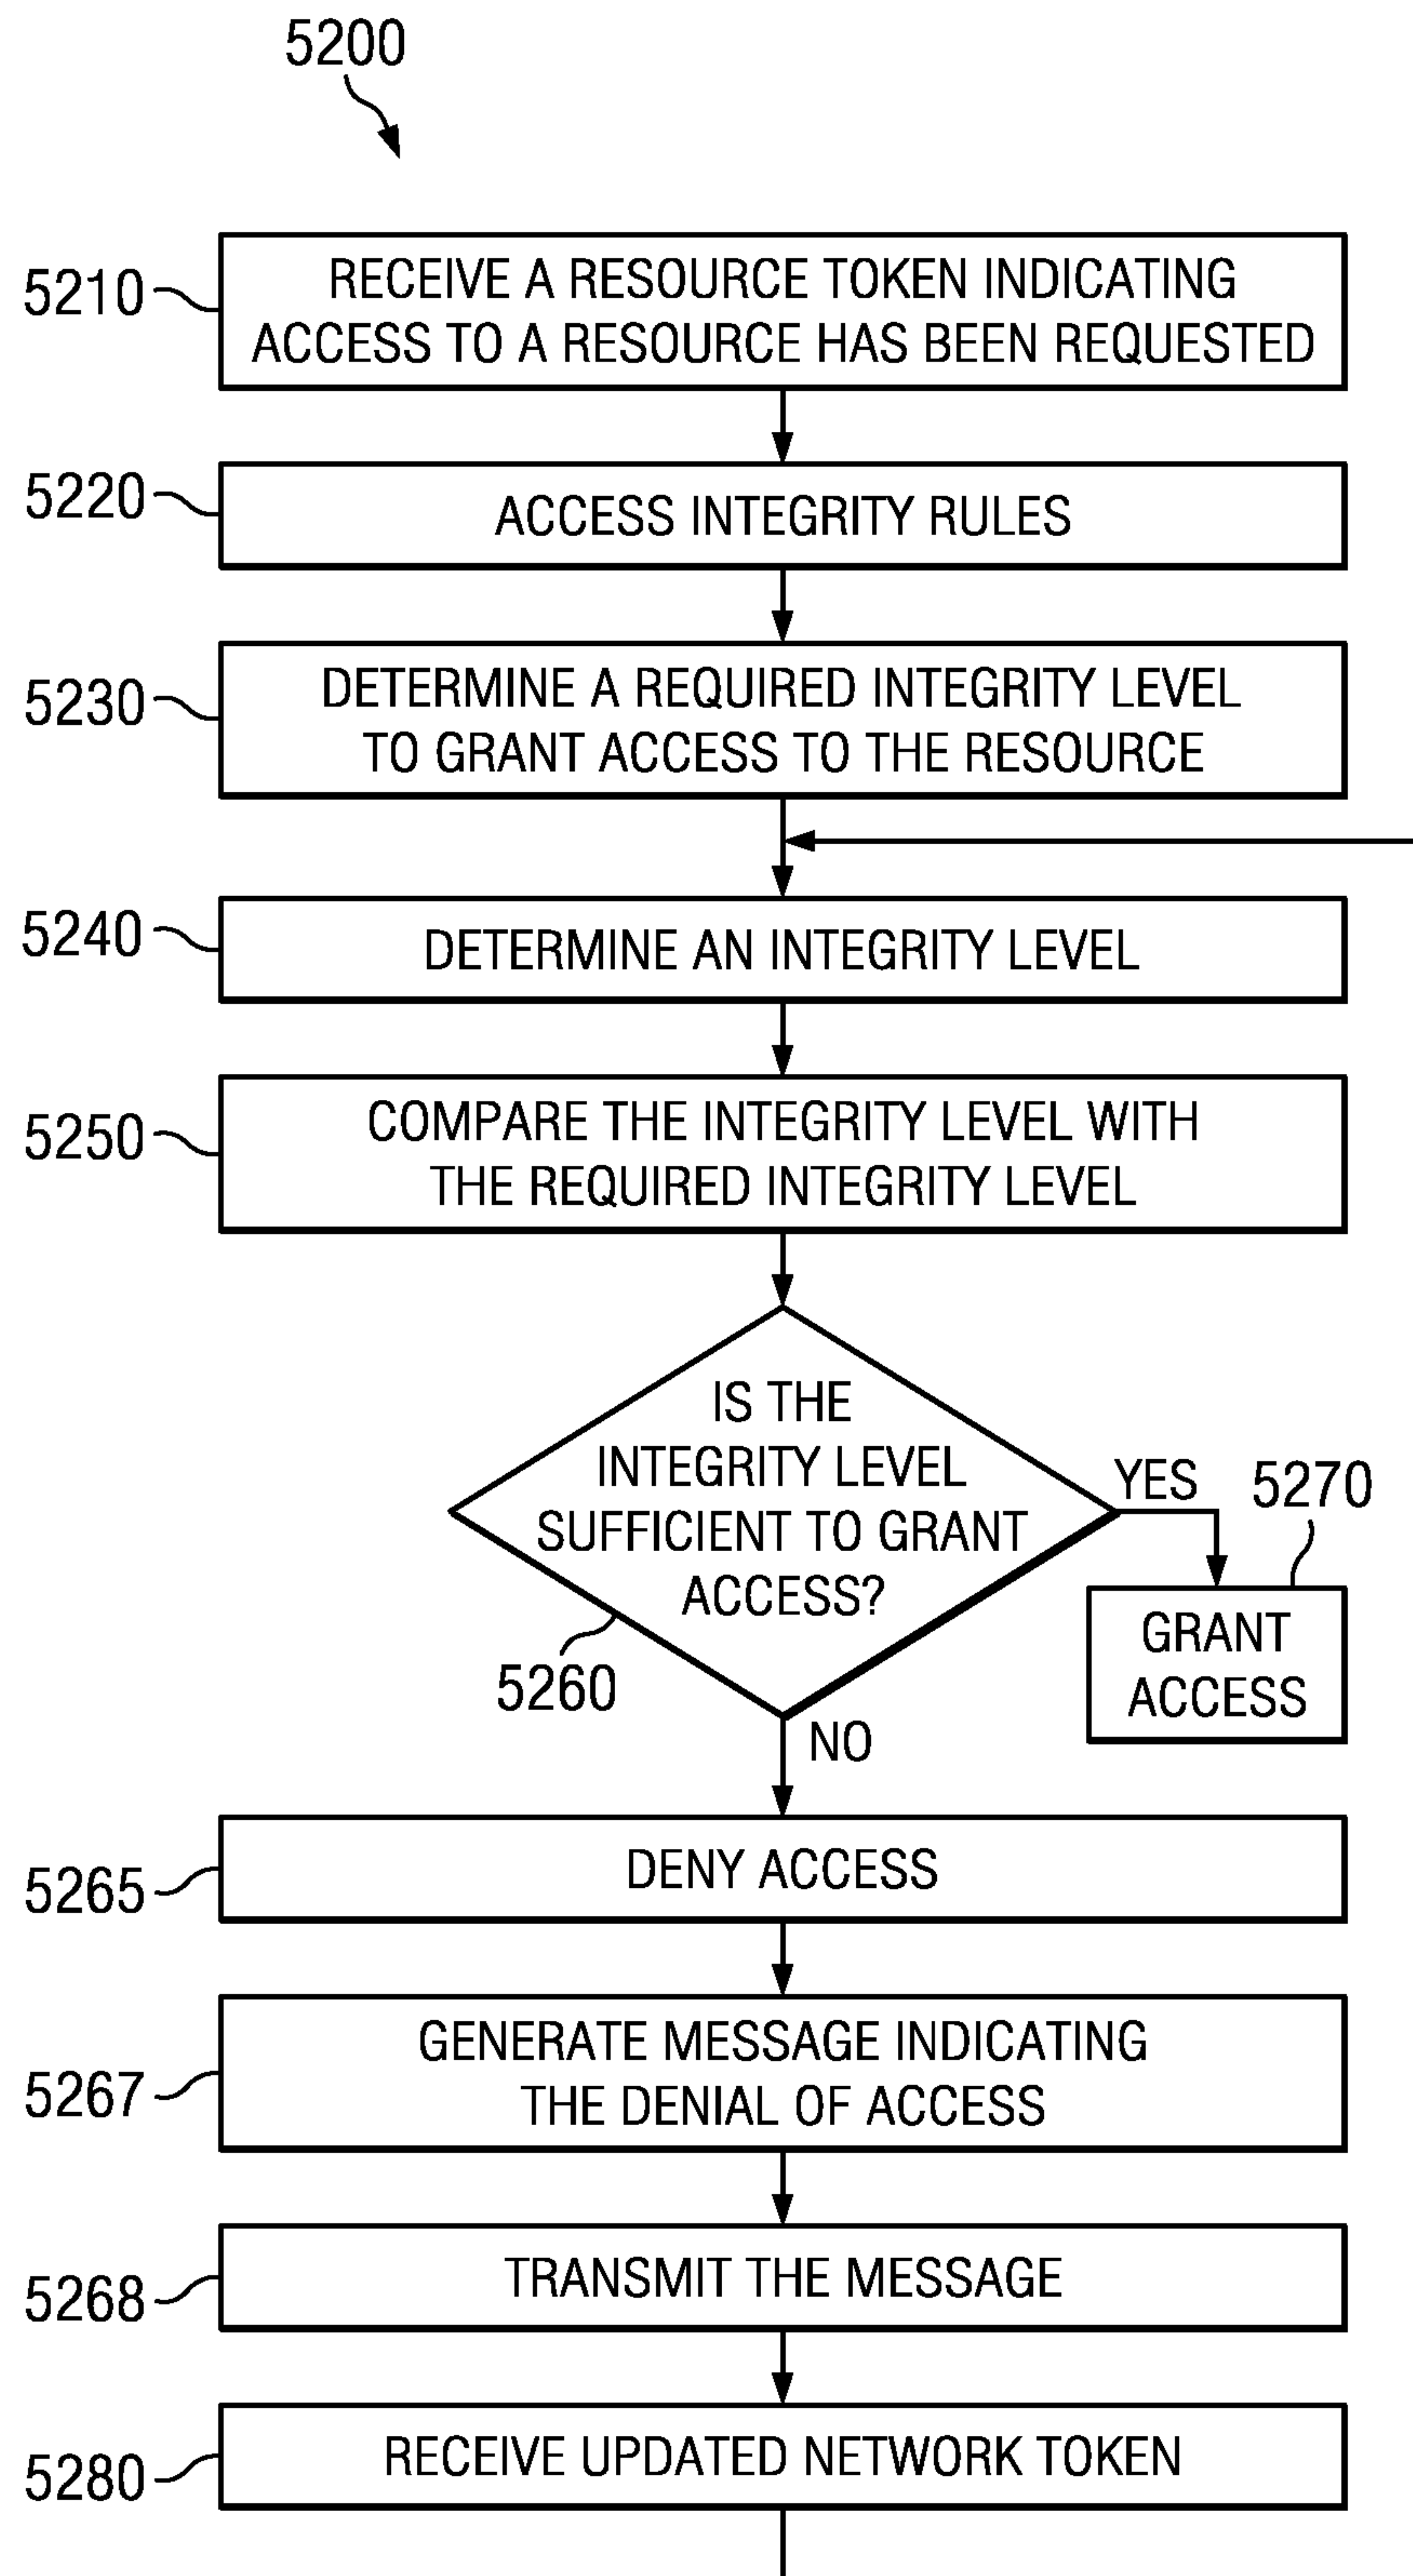 5200
5210
RECEIVE A RESOURCE TOKEN INDICATING
ACCESS TO A RESOURCE HAS BEEN REQUESTED
5220
ACCESS INTEGRITY RULES
5230
DETERMINE A REQUIRED INTEGRITY LEVEL
TO GRANT ACCESS TO THE RESOURCE
5240
DETERMINE AN INTEGRITY LEVEL
5250
COMPARE THE INTEGRITY LEVEL WITH
THE REQUIRED INTEGRITY LEVEL
IS THE
INTEGRITY LEVEL
SUFFICIENT TO GRANT
ACCESS?
5260
YES
5270
GRANT
ACCESS
NO
5265
DENY ACCESS
5267
GENERATE MESSAGE INDICATING
THE DENIAL OF ACCESS
5268
TRANSMIT THE MESSAGE
5280
RECEIVE UPDATED NETWORK TOKEN